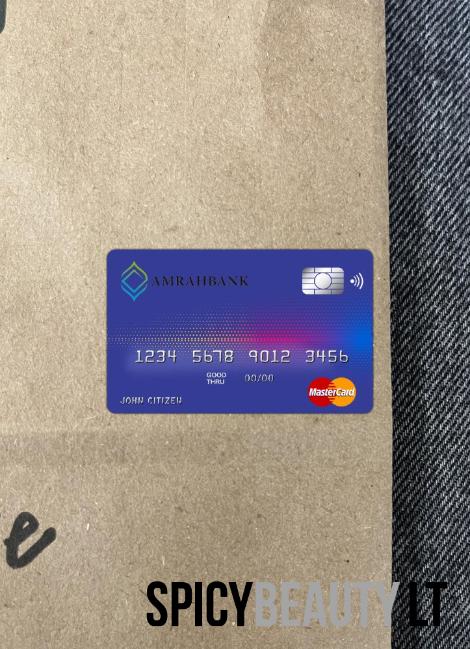 AMRAHBANK
1234 5678 9012 3456
GOOD
THRU
00/00
JOHN CITIZEN
MasterCard
e
SPICYBEAUTY LT